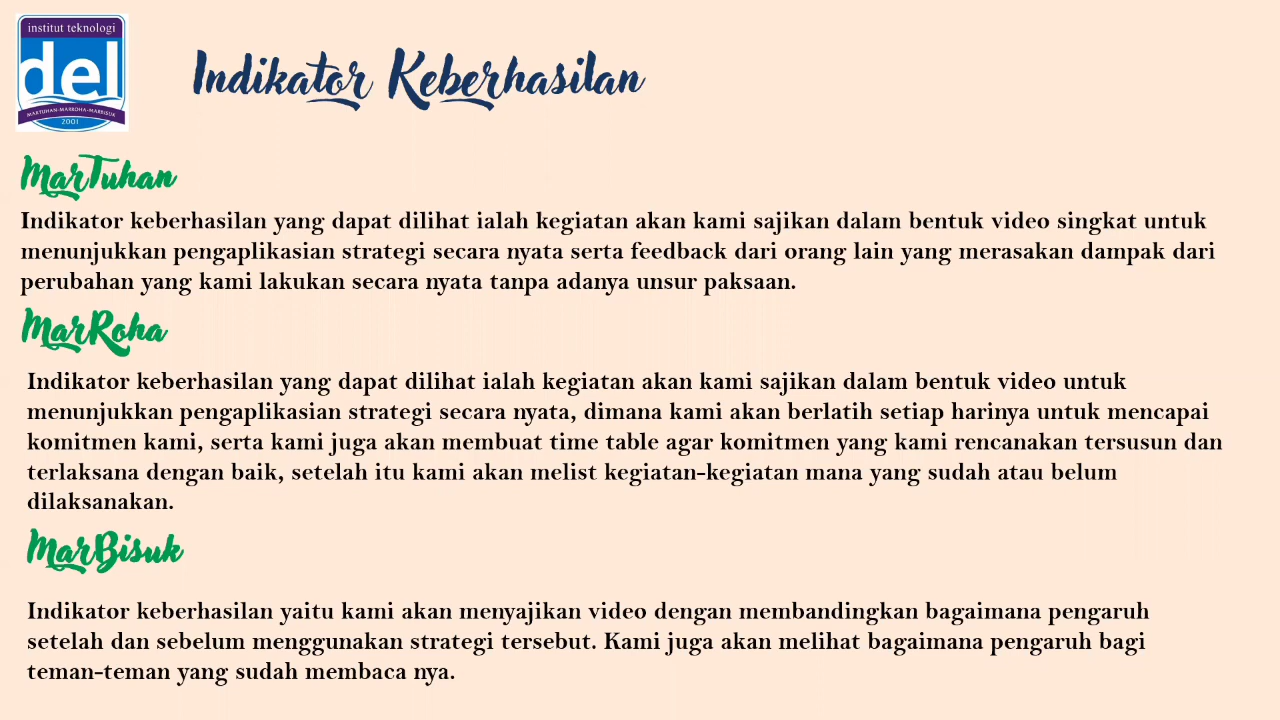 institut teknologi
del
MARTUHAN-MARROHA-MARBISUK
2001
Indikator Keberhasilan
MarTuhan
Indikator keberhasilan yang dapat dilihat ialah kegiatan akan kami sajikan dalam bentuk video singkat untuk
menunjukkan pengaplikasian strategi secara nyata serta feedback dari orang lain yang merasakan dampak dari
perubahan yang kami lakukan secara nyata tanpa adanya unsur paksaan.
MarRoha
Indikator keberhasilan yang dapat dilihat ialah kegiatan akan kami sajikan dalam bentuk video untuk
menunjukkan pengaplikasian strategi secara nyata, dimana kami akan berlatih setiap harinya untuk mencapai
komitmen kami, serta kami juga akan membuat time table agar komitmen yang kami rencanakan tersusun dan
terlaksana dengan baik, setelah itu kami akan melist kegiatan-kegiatan mana yang sudah atau belum
dilaksanakan.
MarBisuk
Indikator keberhasilan yaitu kami akan menyajikan video dengan membandingkan bagaimana pengaruh
setelah dan sebelum menggunakan strategi tersebut. Kami juga akan melihat bagaimana pengaruh bagi
teman-teman yang sudah membaca nya.